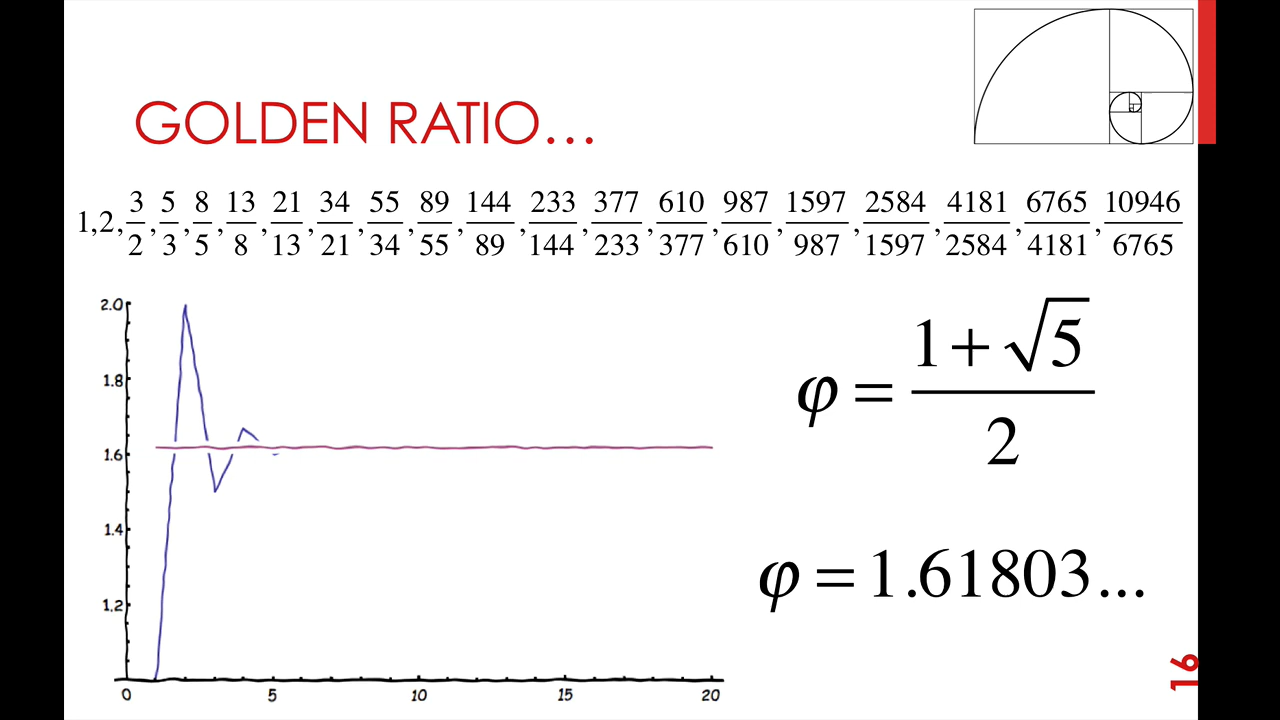 GOLDEN RATIO…
1,2, 3/2, 5/3, 8/5, 13/8, 21/13, 34/21, 55/34, 89/55, 144/89, 233/144, 377/233, 610/377, 987/610, 1597/987, 2584/1597, 4181/2584, 6765/4181, 10946/6765
2.0
1.8
1.6
1.4
1.2
0 5 10 15 20
φ = (1 + √5)/2
φ = 1.61803...
16